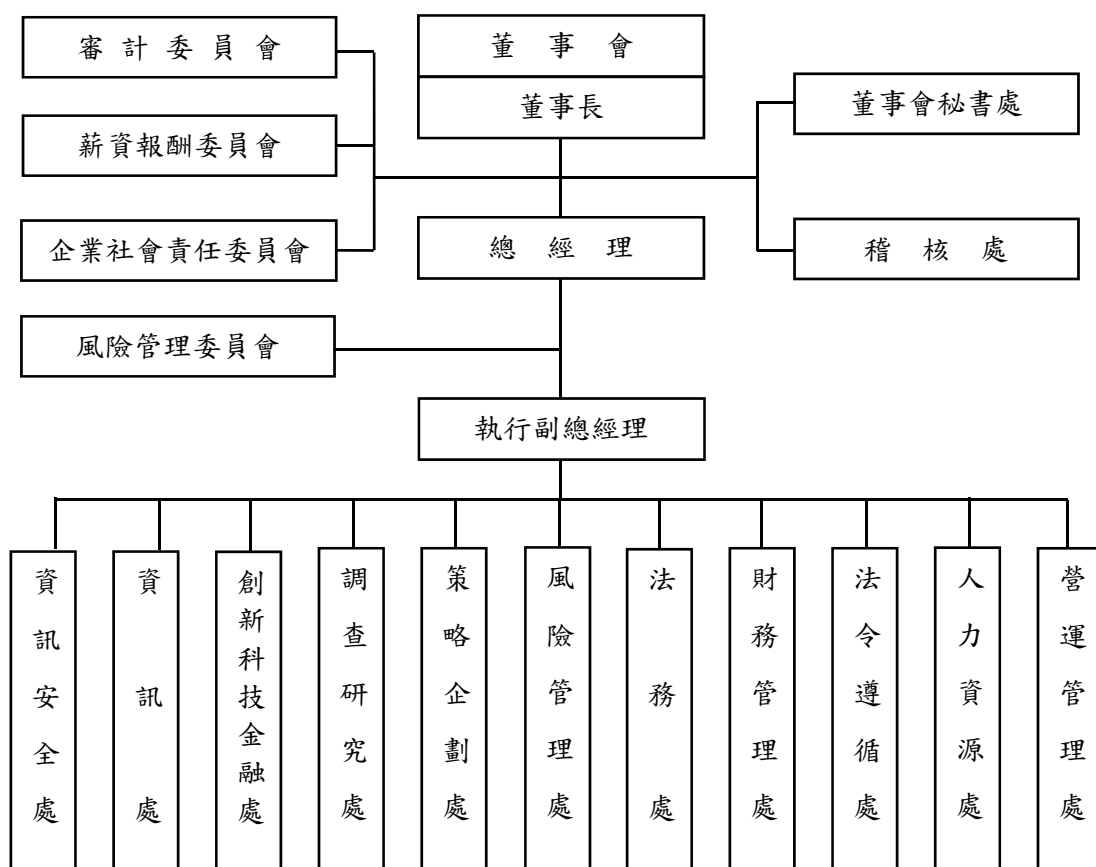 審計委員會
董事會
董事長
董事會秘書處
薪資報酬委員會
企業社會責任委員會
總經理
稽核處
風險管理委員會
執行副總經理
資訊安全處
資訊處
創新科技金融處
調查研究處
策略企劃處
風險管理處
法務處
財務管理處
法令遵循處
人力資源處
營運管理處